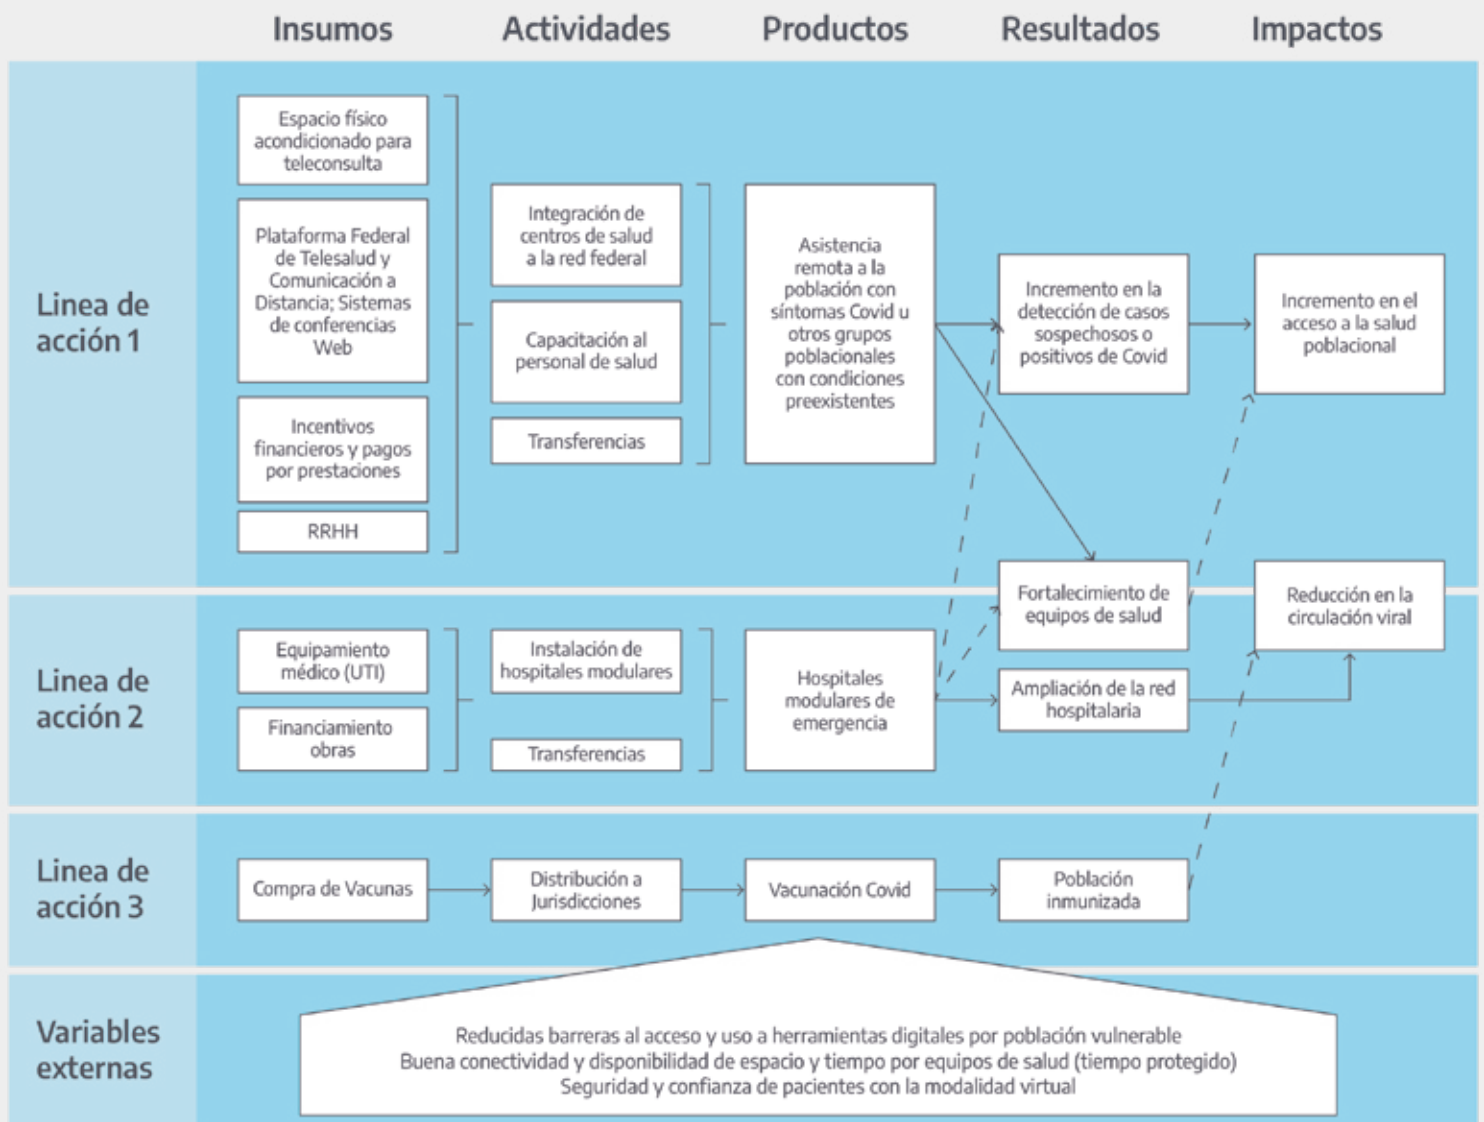 Insumos
Actividades
Productos
Resultados
Impactos
Linea de
acción 1
Espacio físico
acondicionado para
teleconsulta
Plataforma Federal
de Telesalud y
Comunicación a
Distancia; Sistemas
de conferencias
Web
Incentivos
financieros y pagos
por prestaciones
RRHH
Integración de
centros de salud
a la red federal
Capacitación al
personal de salud
Transferencias
Asistencia
remota a la
población con
síntomas Covid u
otros grupos
poblacionales
con condiciones
preexistentes
Incremento en la
detección de casos
sospechosos o
positivos de Covid
Incremento en el
acceso a la salud
poblacional
Fortalecimiento de
equipos de salud
Reducción en la
circulación viral
Linea de
acción 2
Equipamiento
médico (UTI)
Financiamiento
obras
Instalación de
hospitales modulares
Transferencias
Hospitales
modulares de
emergencia
Ampliación de la red
hospitalaria
Linea de
acción 3
Compra de Vacunas
Distribución a
Jurisdicciones
Vacunación Covid
Población
inmunizada
Variables
externas
Reducidas barreras al acceso y uso a herramientas digitales por población vulnerable
Buena conectividad y disponibilidad de espacio y tiempo por equipos de salud (tiempo protegido)
Seguridad y confianza de pacientes con la modalidad virtual